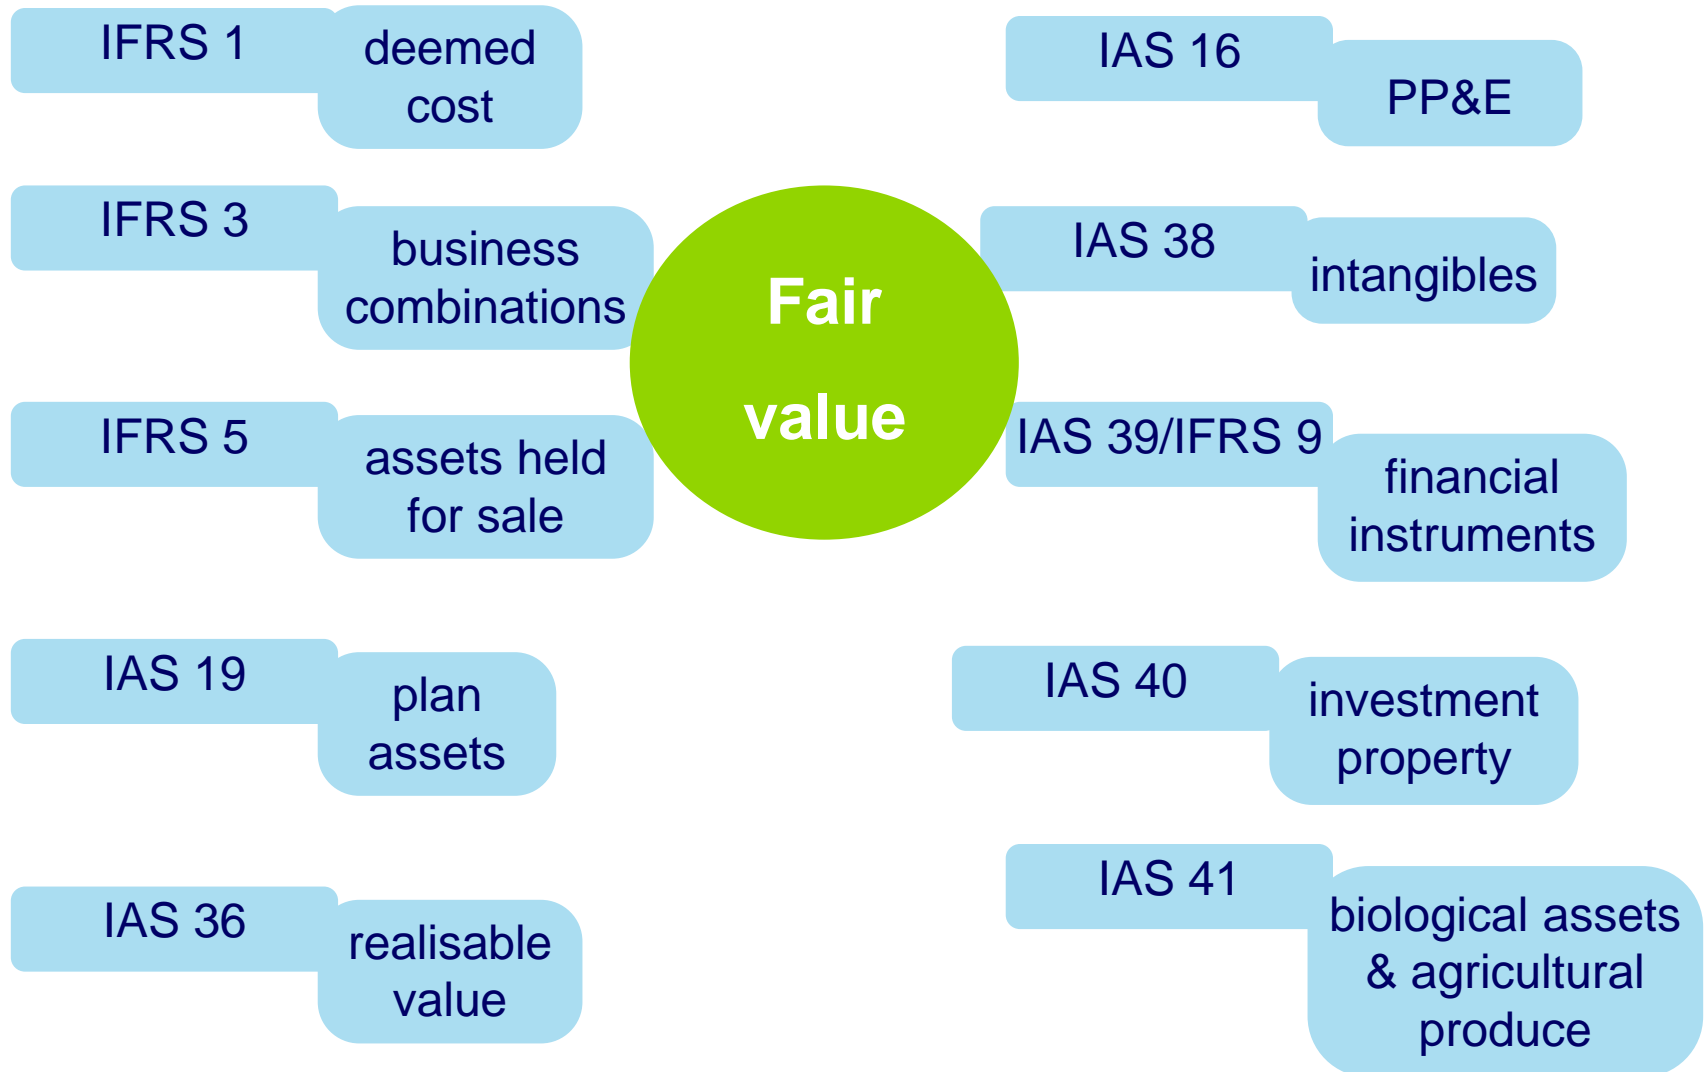 IFRS 1
deemed
cost
IFRS 3
business
combinations
IFRS 5
assets held
for sale
IAS 19
plan
assets
IAS 36
realisable
value
Fair
value
IAS 16
PP&E
IAS 38
intangibles
IAS 39/IFRS 9
financial
instruments
IAS 40
investment
property
IAS 41
biological assets
& agricultural
produce